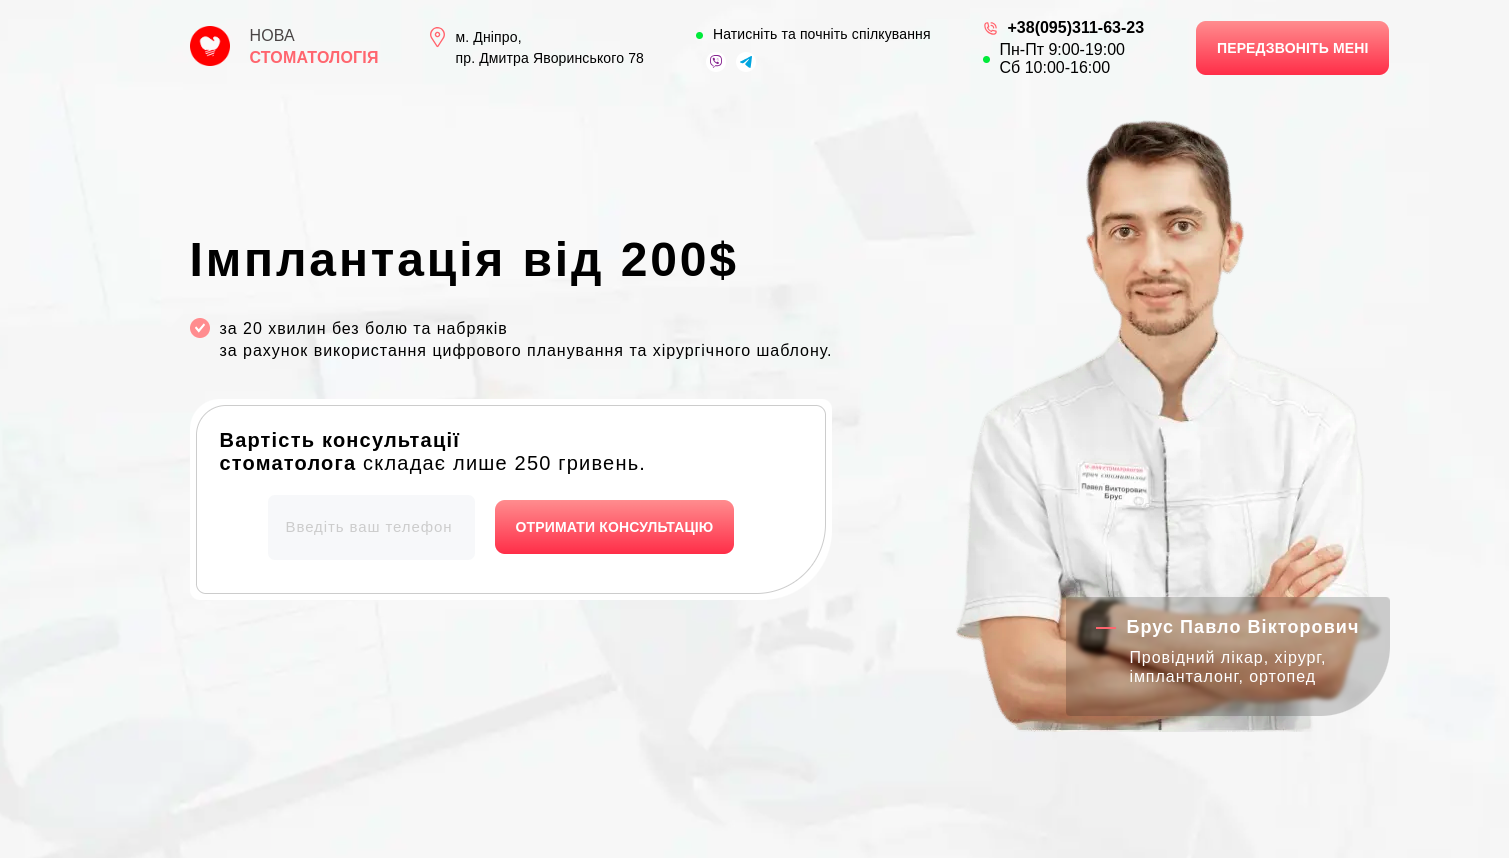 НОВА
СТОМАТОЛОГІЯ
м. Дніпро,
пр. Дмитра Яворинського 78
Натисніть та почніть спілкування
+38(095)311-63-23
Пн-Пт 9:00-19:00
Сб 10:00-16:00
ПЕРЕДЗВОНІТЬ МЕНІ
Імплантація від 200$
за 20 хвилин без болю та набряків
за рахунок використання цифрового планування та хірургічного шаблону.
Вартість консультації
стоматолога складає лише 250 гривень.
Введіть ваш телефон
ОТРИМАТИ КОНСУЛЬТАЦІЮ
врач стоматолог
Павел Викторович
Брус
Брус Павло Вікторович
Провідний лікар, хірург,
імпланталонг, ортопед